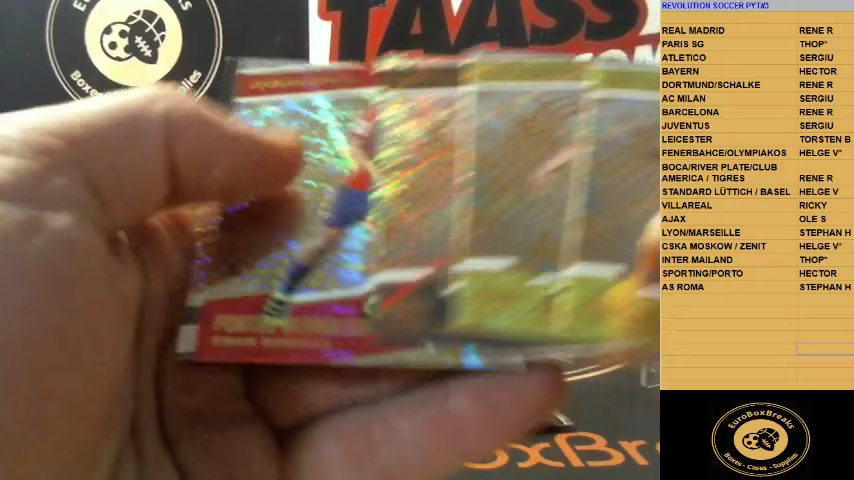 REVOLUTION SOCCER PYT#3
REAL MADRID RENE R
PARIS SG THOP*
ATLETICO SERGIU
BAYERN HECTOR
DORTMUND/SCHALKE RENE R
AC MILAN SERGIU
BARCELONA RENE R
JUVENTUS SERGIU
LEICESTER TORSTEN B
FENERBAHCE/OLYMPIAKOS HELGE V*
BOCA/RIVER PLATE/CLUB
AMERICA / TIGRES RENE R
STANDARD LÜTTICH / BASEL HELGE V
VILLAREAL RICKY
AJAX OLE S
LYON/MARSEILLE STEPHAN H
CSKA MOSKOW / ZENIT HELGE V*
INTER MAILAND THOP*
SPORTING/PORTO HECTOR
AS ROMA STEPHAN H
EuroBoxBreaks
Boxes - Cases - Supplies
TAASS